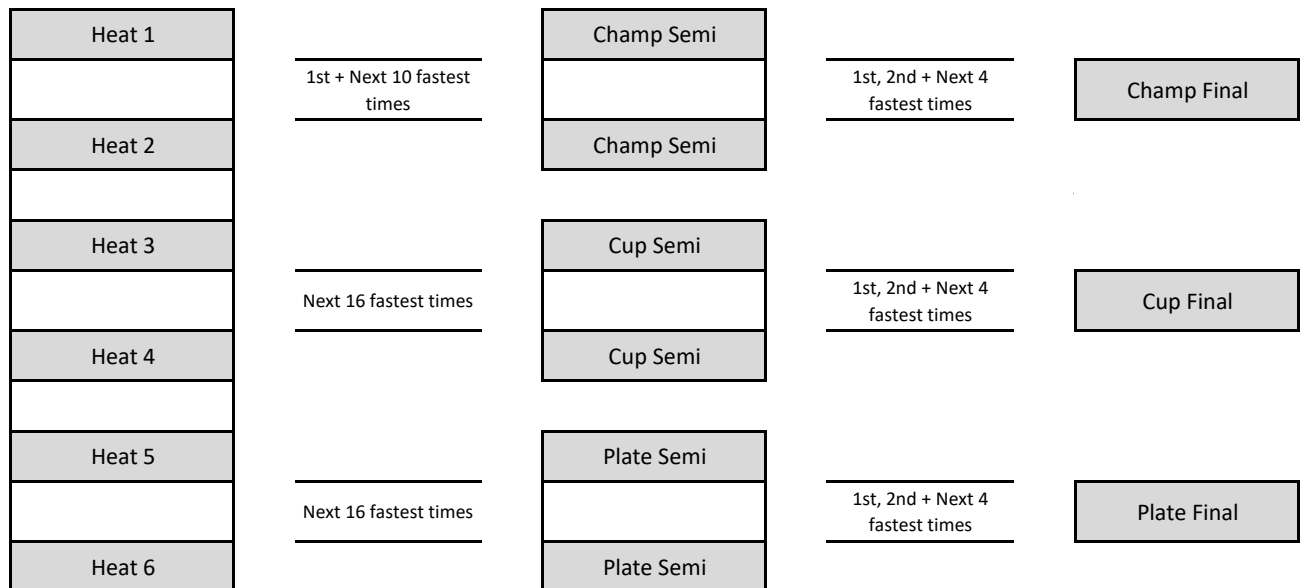 Heat 1
Champ Semi
1st + Next 10 fastest
times
1st, 2nd + Next 4
fastest times
Champ Final
Heat 2
Champ Semi
Heat 3
Cup Semi
Next 16 fastest times
1st, 2nd + Next 4
fastest times
Cup Final
Heat 4
Cup Semi
Heat 5
Plate Semi
Next 16 fastest times
1st, 2nd + Next 4
fastest times
Plate Final
Heat 6
Plate Semi